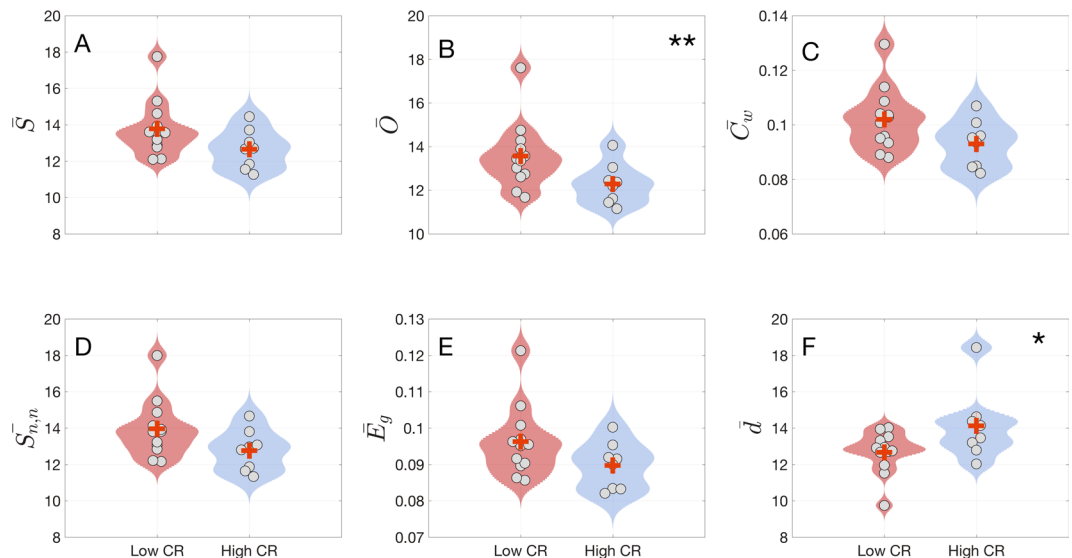 20 18 16 14 12 10 8
S̄
A
20 18 16 14 12 10
Ō
B
**
0.14 0.12 0.1 0.08 0.06
C̄w
C
20 18 16 14 12 10 8
S̄n,n
D
Low CR High CR
0.13 0.12 0.11 0.1 0.09 0.08 0.07
Ēg
E
Low CR High CR
20 18 16 14 12 10 8
d̄
F
*
Low CR High CR